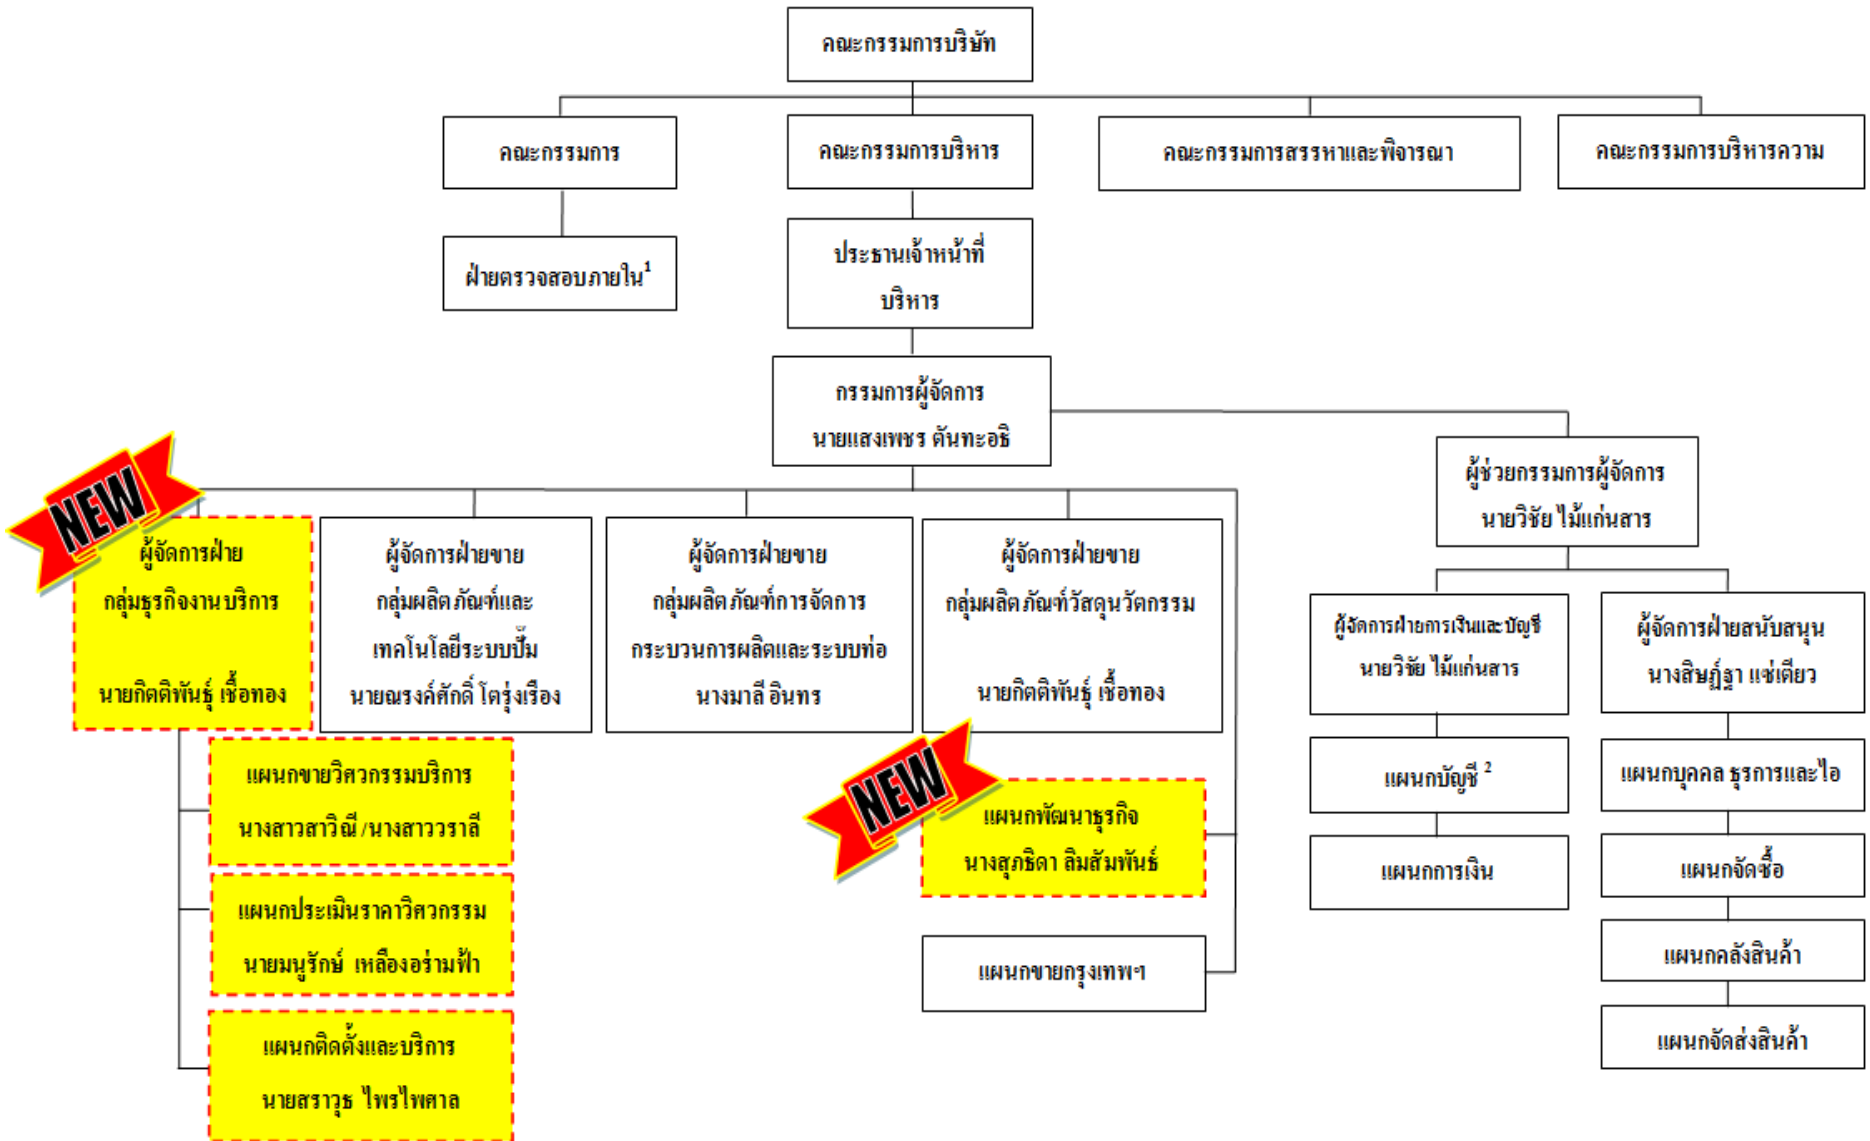 คณะกรรมการบริษัท
คณะกรรมการ
คณะกรรมการบริหาร
คณะกรรมการสรรหาและพิจารณา
คณะกรรมการบริหารความ
ฝ่ายตรวจสอบภายใน¹
ประธานเจ้าหน้าที่
บริหาร
กรรมการผู้จัดการ
นายแสงเพชร ตันทะอธิ
ผู้ช่วยกรรมการผู้จัดการ
นายวิชัย ไม้แก่นสาร
NEW
ผู้จัดการฝ่าย
กลุ่มธุรกิจงานบริการ
นายกิตติพันธุ์ เชื้อทอง
ผู้จัดการฝ่ายขาย
กลุ่มผลิตภัณฑ์และ
เทคโนโลยีระบบปั๊ม
นายณรงค์ศักดิ์ โตรุ่งเรือง
ผู้จัดการฝ่ายขาย
กลุ่มผลิตภัณฑ์การจัดการ
กระบวนการผลิตและระบบท่อ
นางมาลี อินทร
ผู้จัดการฝ่ายขาย
กลุ่มผลิตภัณฑ์วัสดุนวัตกรรม
นายกิตติพันธุ์ เชื้อทอง
ผู้จัดการฝ่ายการเงินและบัญชี
นายวิชัย ไม้แก่นสาร
ผู้จัดการฝ่ายสนับสนุน
นางสิษฏ์ฐา แซ่เตียว
แผนกขายวิศวกรรมบริการ
นางสาวสาวิณี /นางสาววราลี
แผนกประเมินราคาวิศวกรรม
นายมนูรักษ์ เหลืองอร่ามฟ้า
แผนกติดตั้งและบริการ
นายสราวุธ ไพรไพศาล
NEW
แผนกพัฒนาธุรกิจ
นางสุภธิดา ลิมสัมพันธ์
แผนกขายกรุงเทพฯ
แผนกบัญชี ²
แผนกการเงิน
แผนกบุคคล ธุรการและไอ
แผนกจัดซื้อ
แผนกคลังสินค้า
แผนกจัดส่งสินค้า